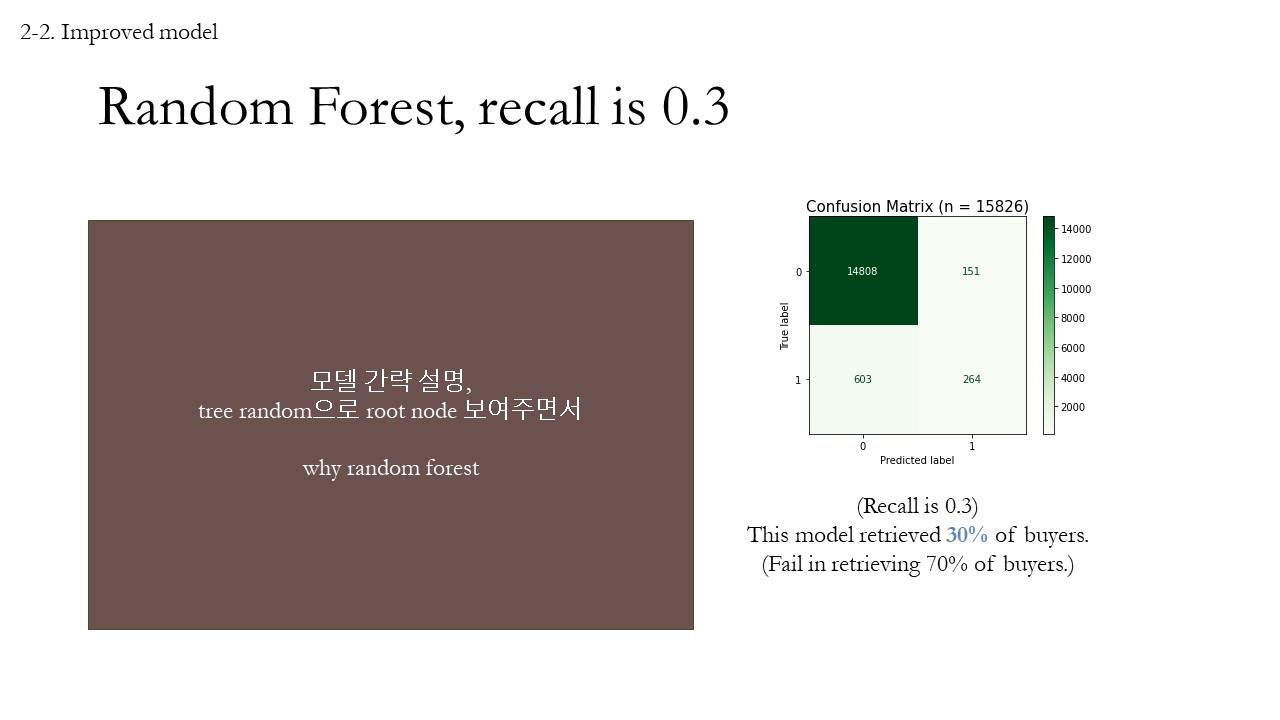 2-2. Improved model
Random Forest, recall is 0.3
모델 간략 설명,
tree random으로 root node 보여주면서
why random forest
Confusion Matrix (n = 15826)
True label
0
14808
151
1
603
264
0
1
Predicted label
14000
12000
10000
8000
6000
4000
2000
(Recall is 0.3)
This model retrieved 30% of buyers.
(Fail in retrieving 70% of buyers.)